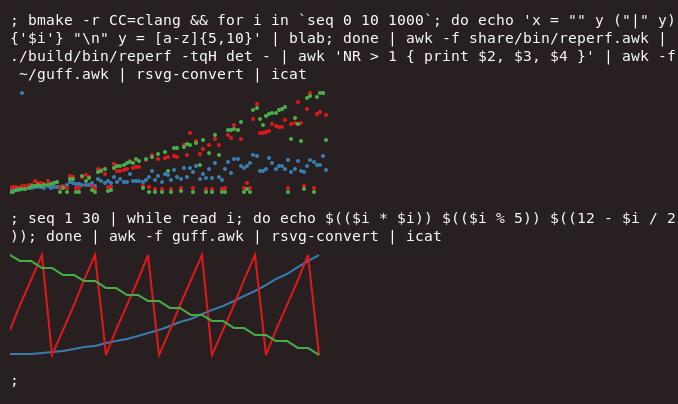 ; bmake -r CC=clang && for i in `seq 0 10 1000`; do echo 'x = "" y ("|" y)
{'$i'} "\n" y = [a-z]{5,10}' | blab; done | awk -f share/bin/reperf.awk |
./build/bin/reperf -tqH det - | awk 'NR > 1 { print $2, $3, $4 }' | awk -f
~/guff.awk | rsvg-convert | icat
; seq 1 30 | while read i; do echo $(($i * $i)) $(($i % 5)) $((12 - $i / 2
)); done | awk -f guff.awk | rsvg-convert | icat
;